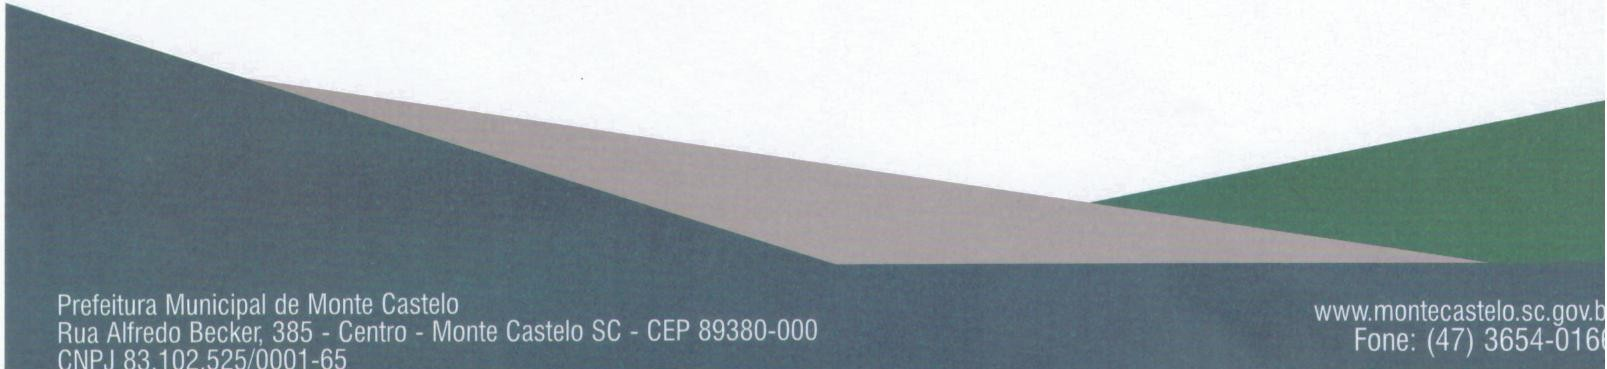 Prefeitura Municipal de Monte Castelo
Rua Alfredo Becker, 385 - Centro - Monte Castelo SC - CEP 89380-000
CNPJ 83.102.525/0001-65
www.montecastelo.sc.gov.b
Fone: (47) 3654-0166